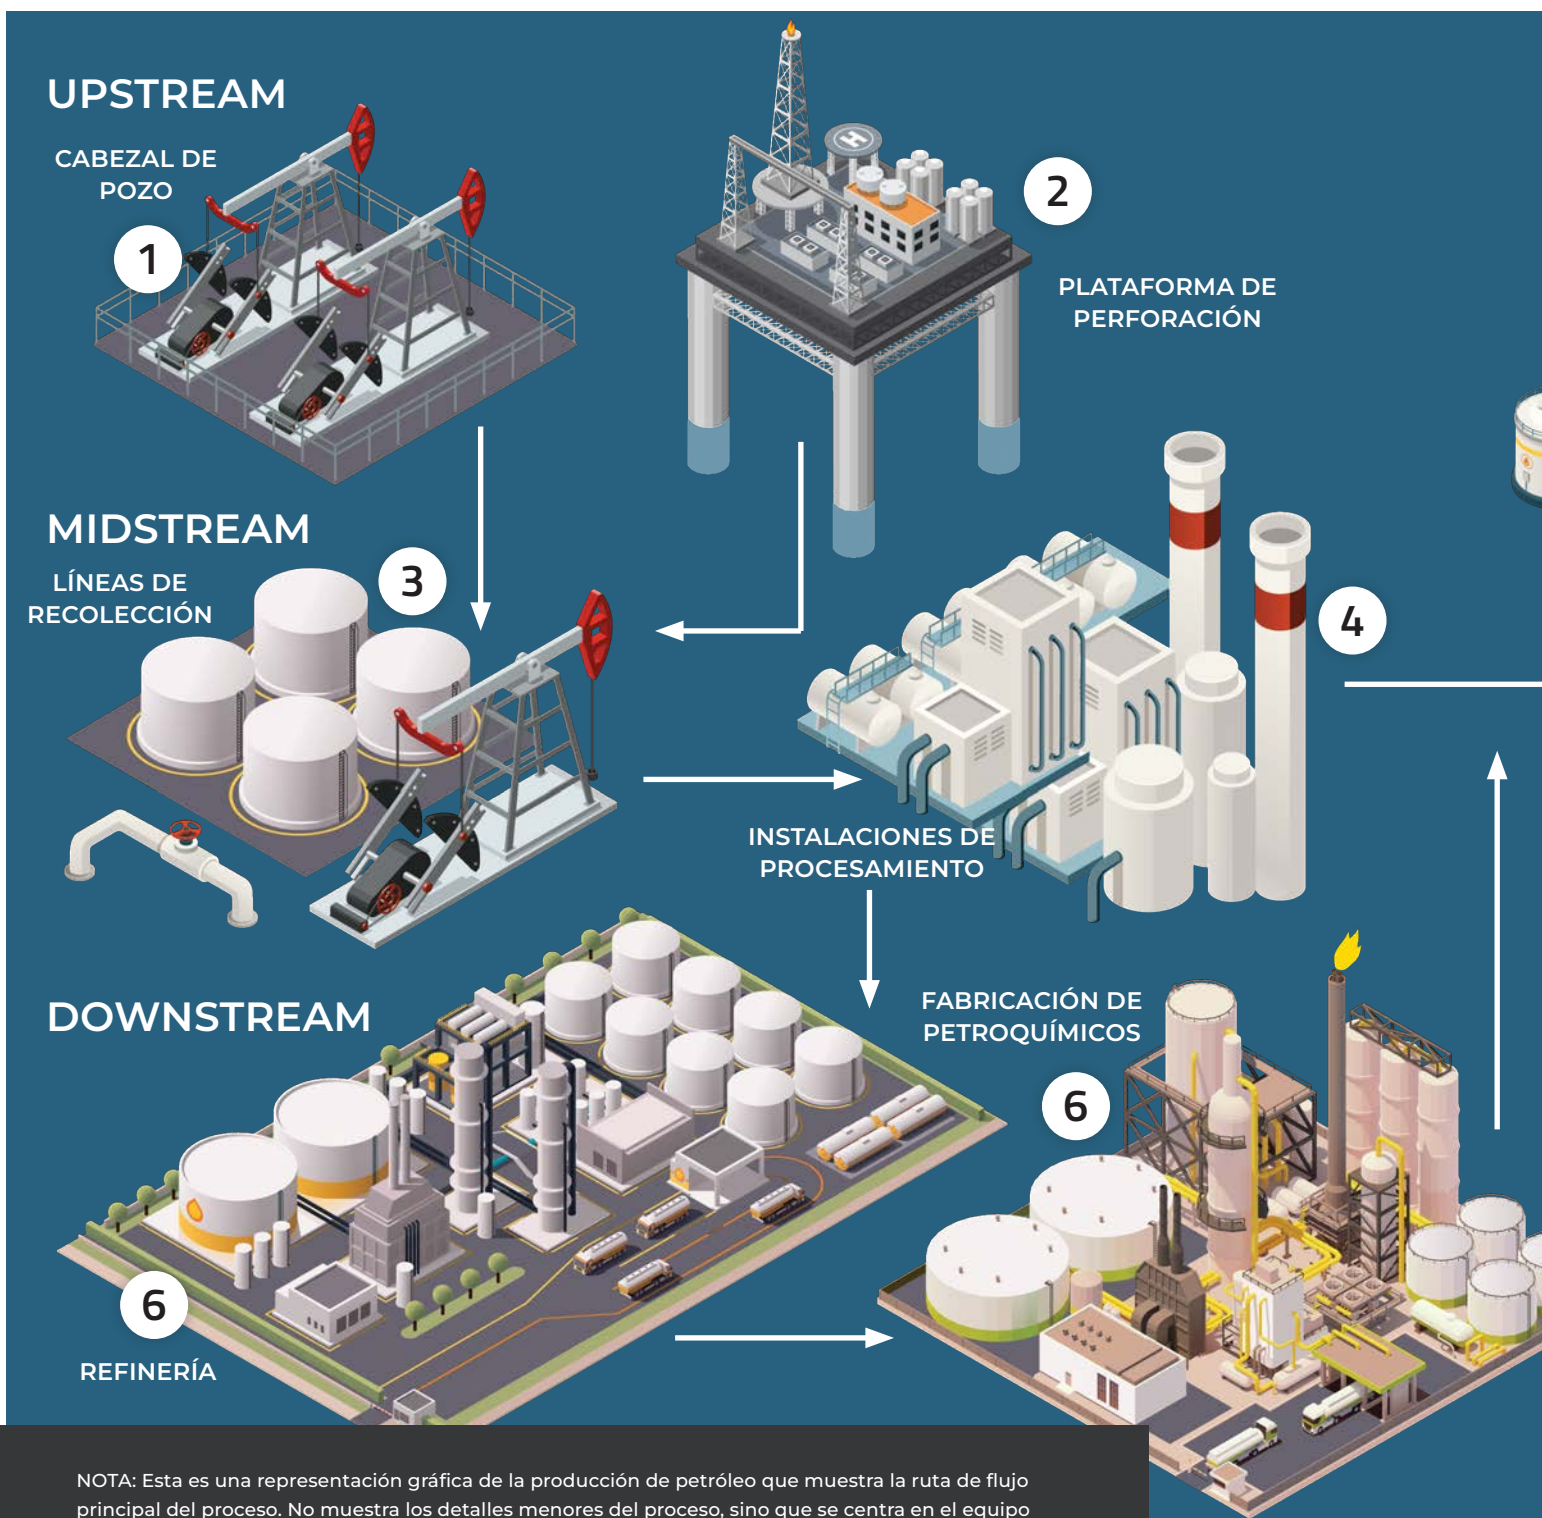 UPSTREAM
CABEZAL DE
POZO
1
2
PLATAFORMA DE
PERFORACIÓN
MIDSTREAM
LÍNEAS DE
RECOLECCIÓN
3
4
INSTALACIONES DE
PROCESAMIENTO
DOWNSTREAM
FABRICACIÓN DE
PETROQUÍMICOS
6
6
REFINERÍA
NOTA: Esta es una representación gráfica de la producción de petróleo que muestra la ruta de flujo
principal del proceso. No muestra los detalles menores del proceso, sino que se centra en el equipo